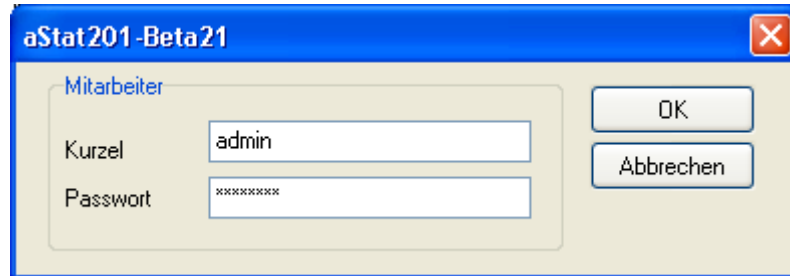 aStat201-Beta21
Mitarbeiter
Kurzel admin
Passwort ********
OK
Abbrechen